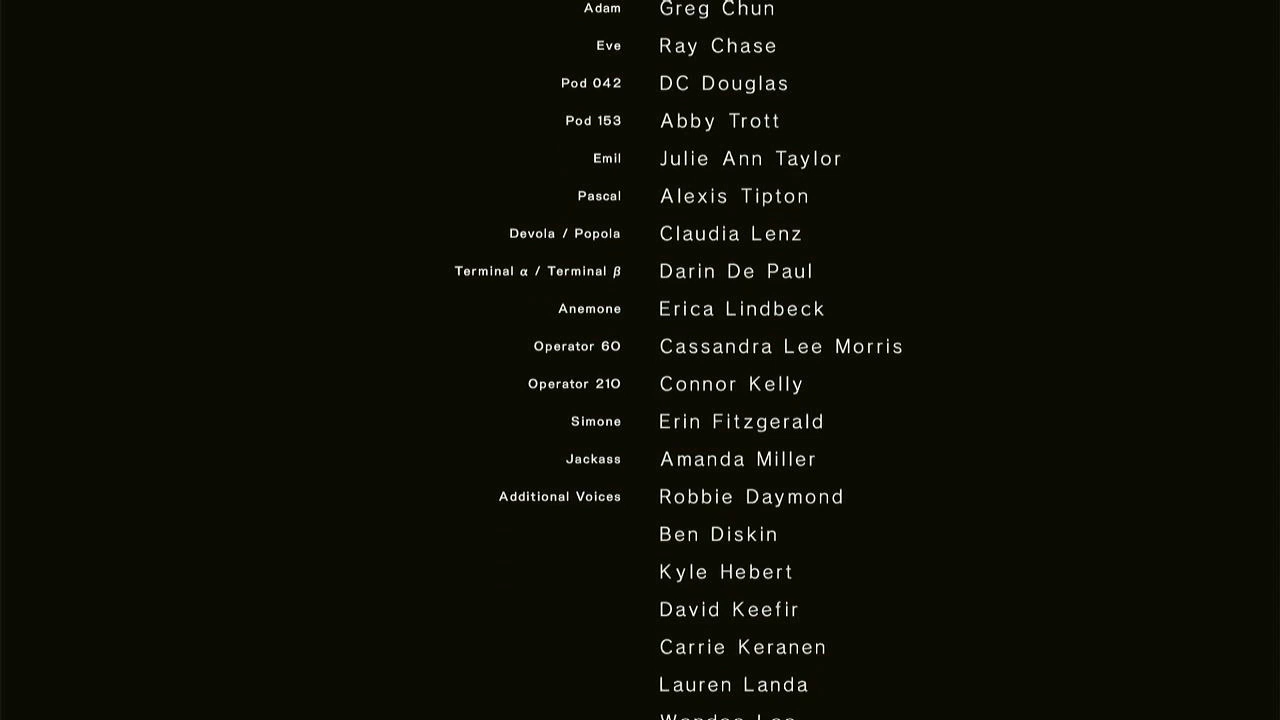 Adam Greg Chun
Eve Ray Chase
Pod 042 DC Douglas
Pod 153 Abby Trott
Emil Julie Ann Taylor
Pascal Alexis Tipton
Devola / Popola Claudia Lenz
Terminal α / Terminal β Darin De Paul
Anemone Erica Lindbeck
Operator 6O Cassandra Lee Morris
Operator 21O Connor Kelly
Simone Erin Fitzgerald
Jackass Amanda Miller
Additional Voices Robbie Daymond
Ben Diskin
Kyle Hebert
David Keefir
Carrie Keranen
Lauren Landa